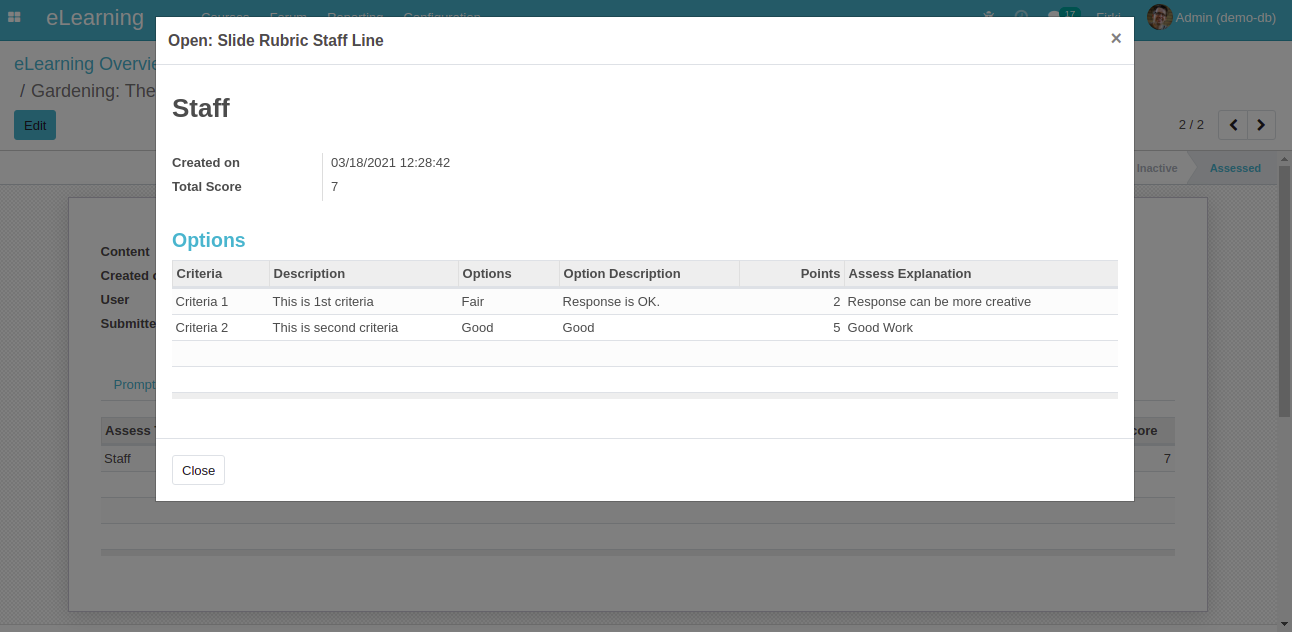 eLearning Courses Forum Reporting Configuration 17 Admin (demo-db)
Open: Slide Rubric Staff Line ×
eLearning
/ Gardening: The
Edit
2 / 2
Inactive Assessed
Staff
Created on 03/18/2021 12:28:42
Total Score 7
Options
Criteria Description Options Option Description Points Assess Explanation
Criteria 1 This is 1st criteria Fair Response is OK. 2 Response can be more creative
Criteria 2 This is second criteria Good Good 5 Good Work
Close
Content
Created
User
Prompt
Assess
Staff 7